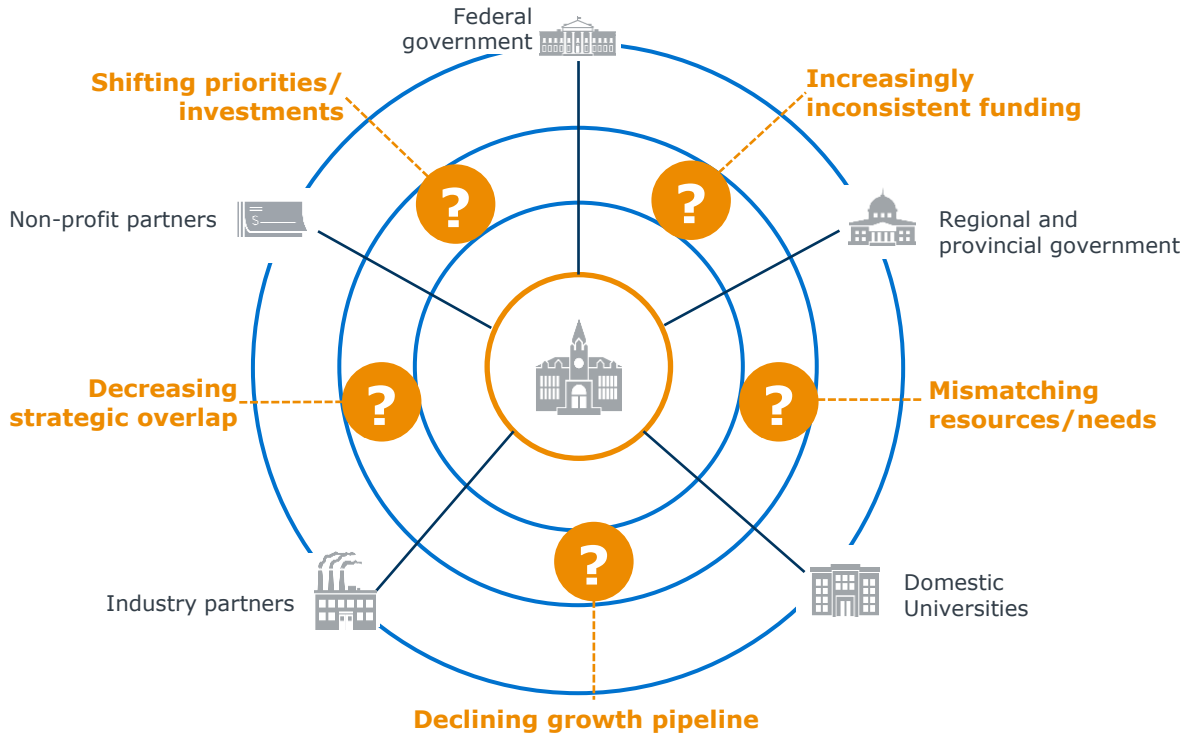 Federal
government
Shifting priorities/
investments
Increasingly
inconsistent funding
Non-profit partners
S
Regional and
provincial government
?
?
Decreasing
strategic overlap
?
?
Mismatching
resources/needs
?
Industry partners
Domestic
Universities
Declining growth pipeline